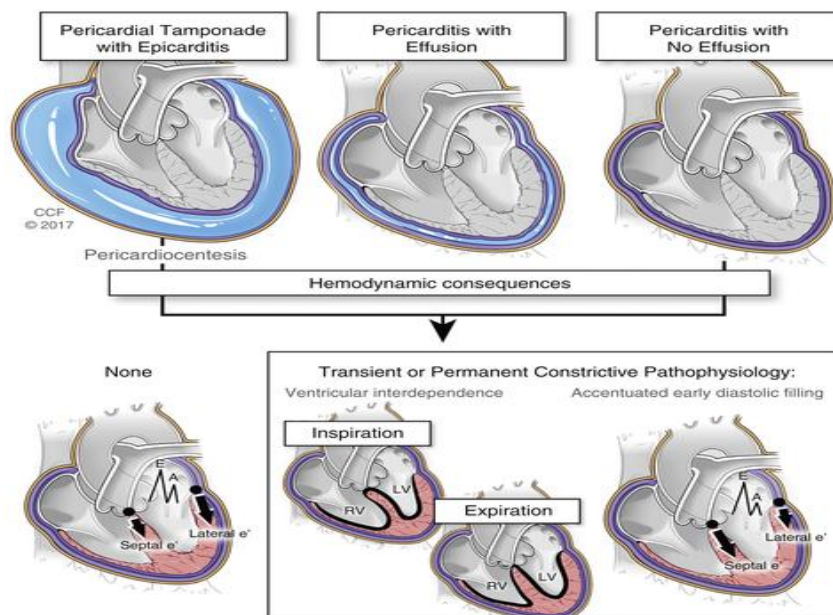 Pericardial Tamponade
with Epicarditis
Pericarditis with
Effusion
Pericarditis with
No Effusion
CCF
© 2017
Pericardiocentesis
Hemodynamic consequences
None
Transient or Permanent Constrictive Pathophysiology:
Ventricular interdependence
Accentuated early diastolic filling
Inspiration
Expiration
E
A
Septal e'
Lateral e'
RV
LV
RV
LV
E
A
Septal e'
Lateral e'